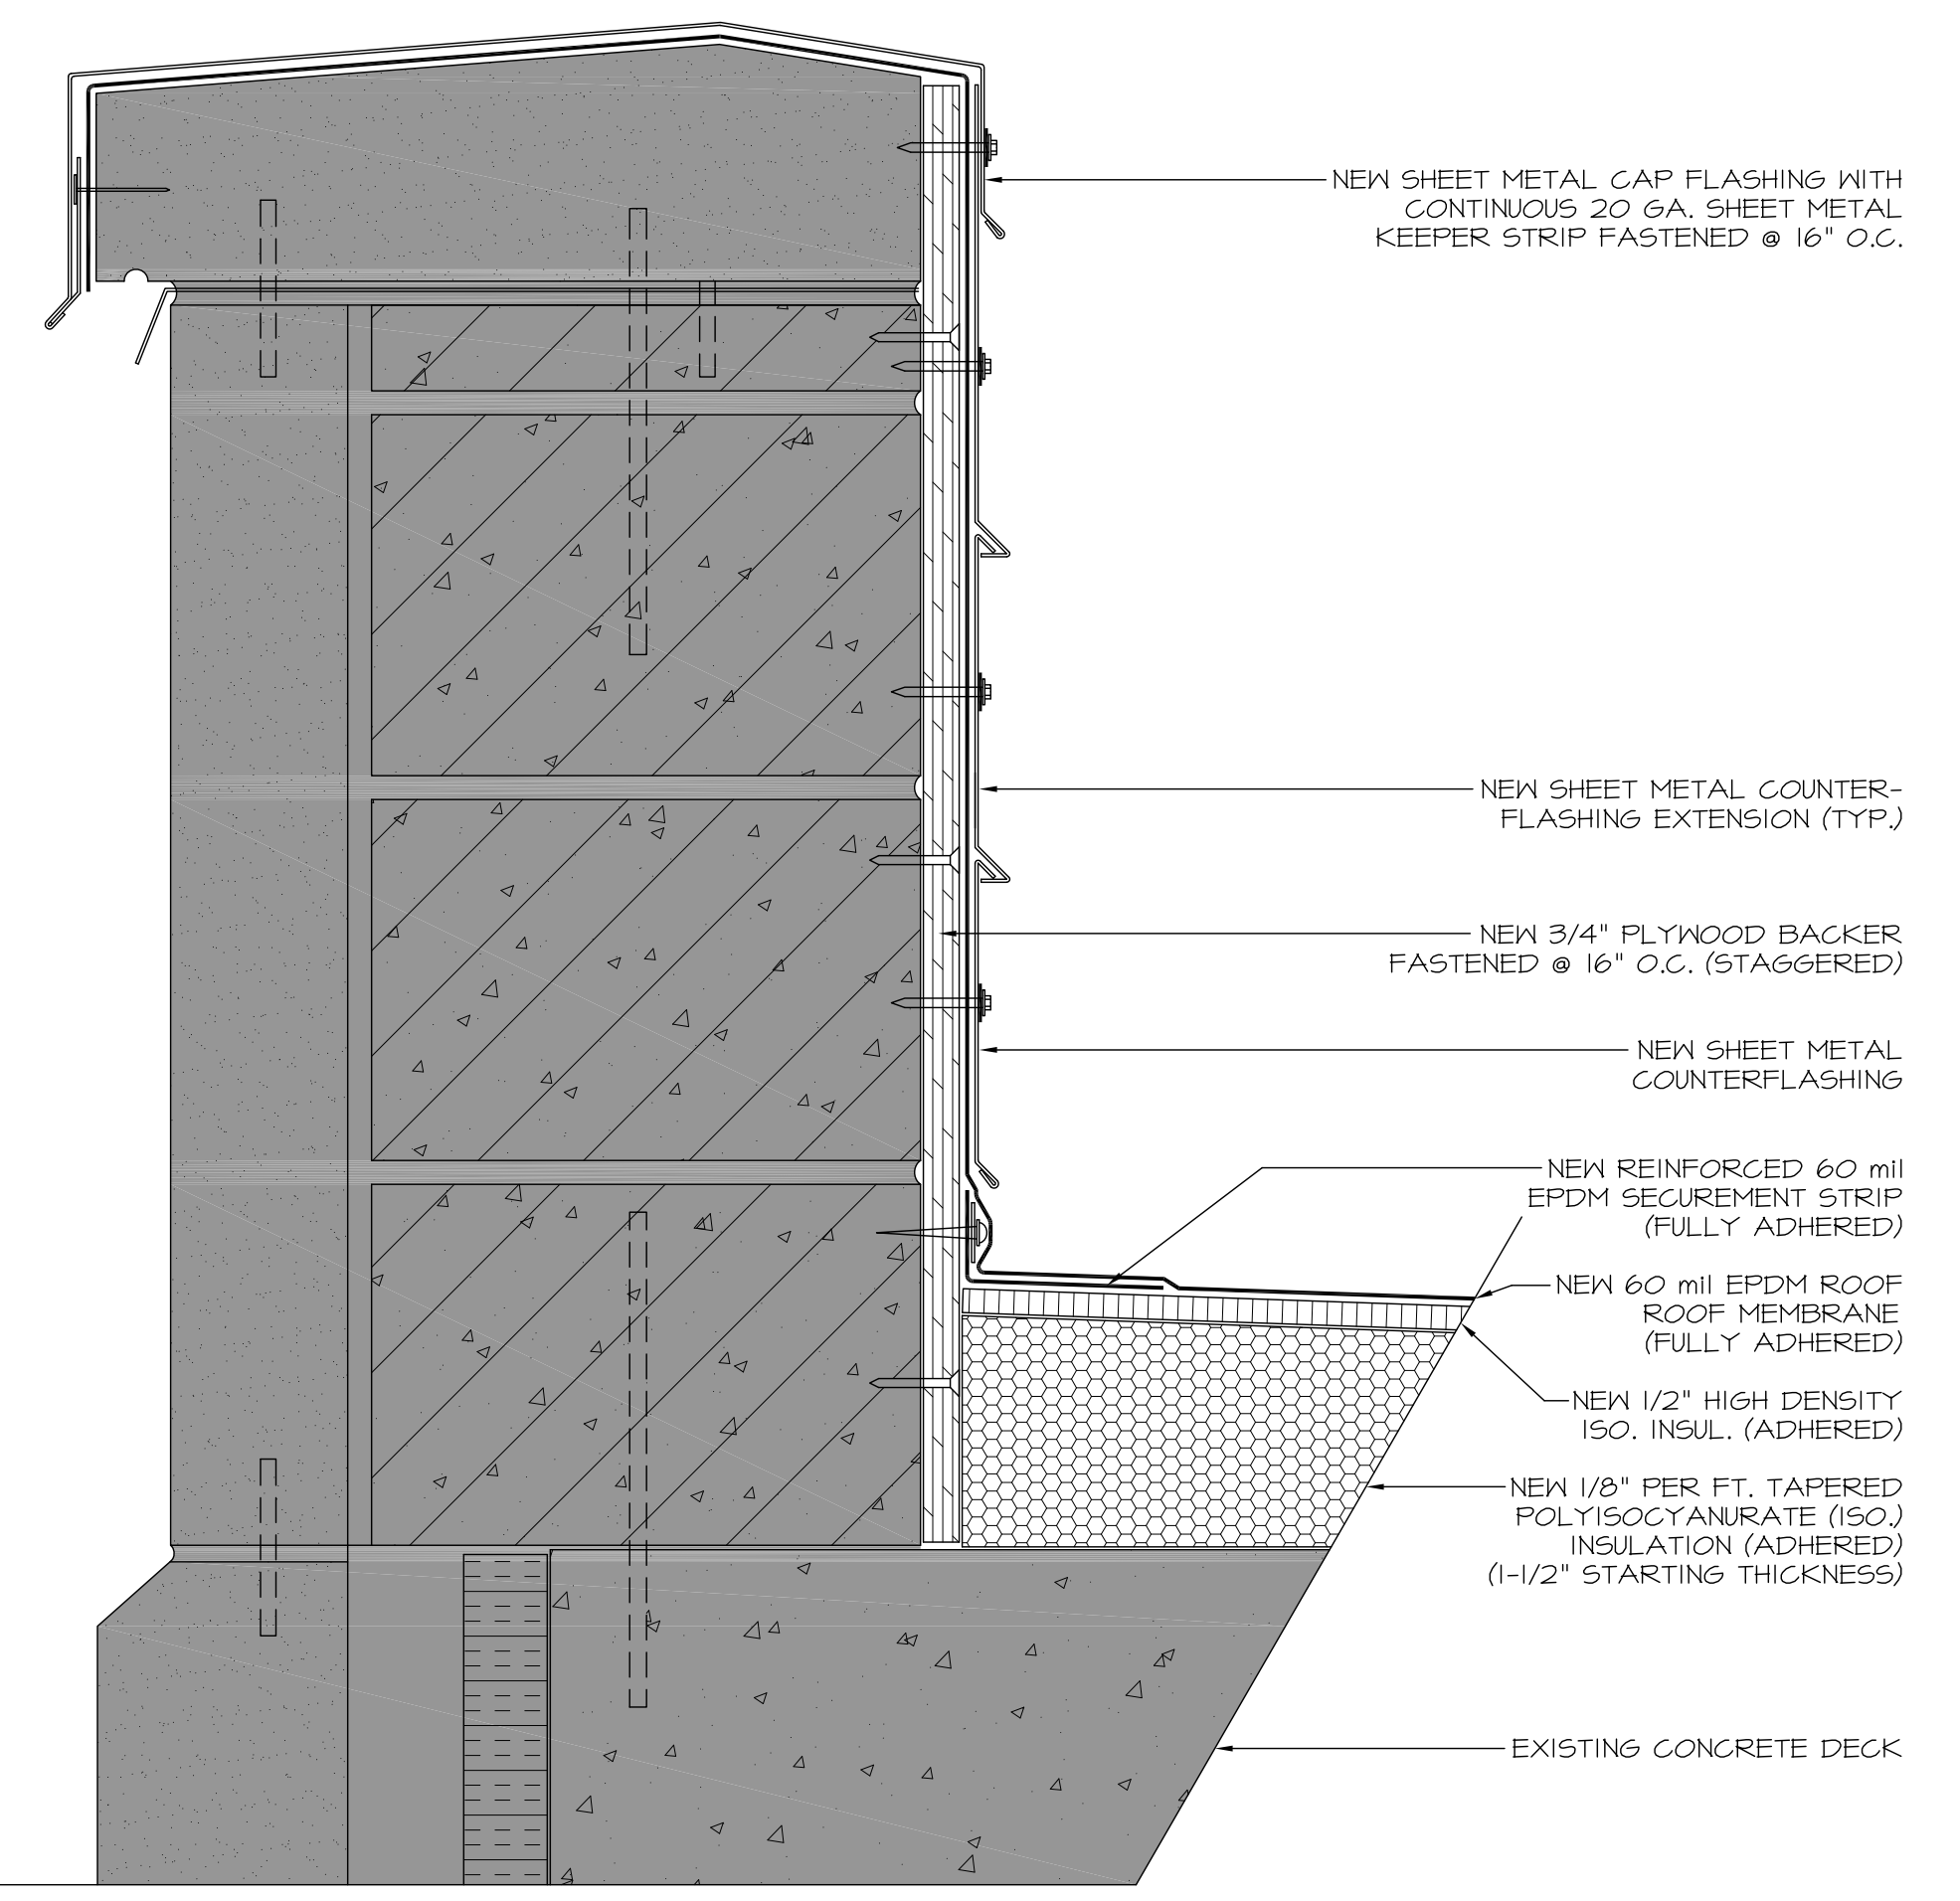 NEW SHEET METAL CAP FLASHING WITH
CONTINUOUS 20 GA. SHEET METAL
KEEPER STRIP FASTENED @ 16" O.C.
NEW SHEET METAL COUNTER-
FLASHING EXTENSION (TYP.)
NEW 3/4" PLYWOOD BACKER
FASTENED @ 16" O.C. (STAGGERED)
NEW SHEET METAL
COUNTERFLASHING
NEW REINFORCED 60 mil
EPDM SECUREMENT STRIP
(FULLY ADHERED)
NEW 60 mil EPDM ROOF
ROOF MEMBRANE
(FULLY ADHERED)
NEW 1/2" HIGH DENSITY
ISO. INSUL. (ADHERED)
NEW 1/8" PER FT. TAPERED
POLYISOCYANURATE (ISO.)
INSULATION (ADHERED)
(1-1/2" STARTING THICKNESS)
EXISTING CONCRETE DECK